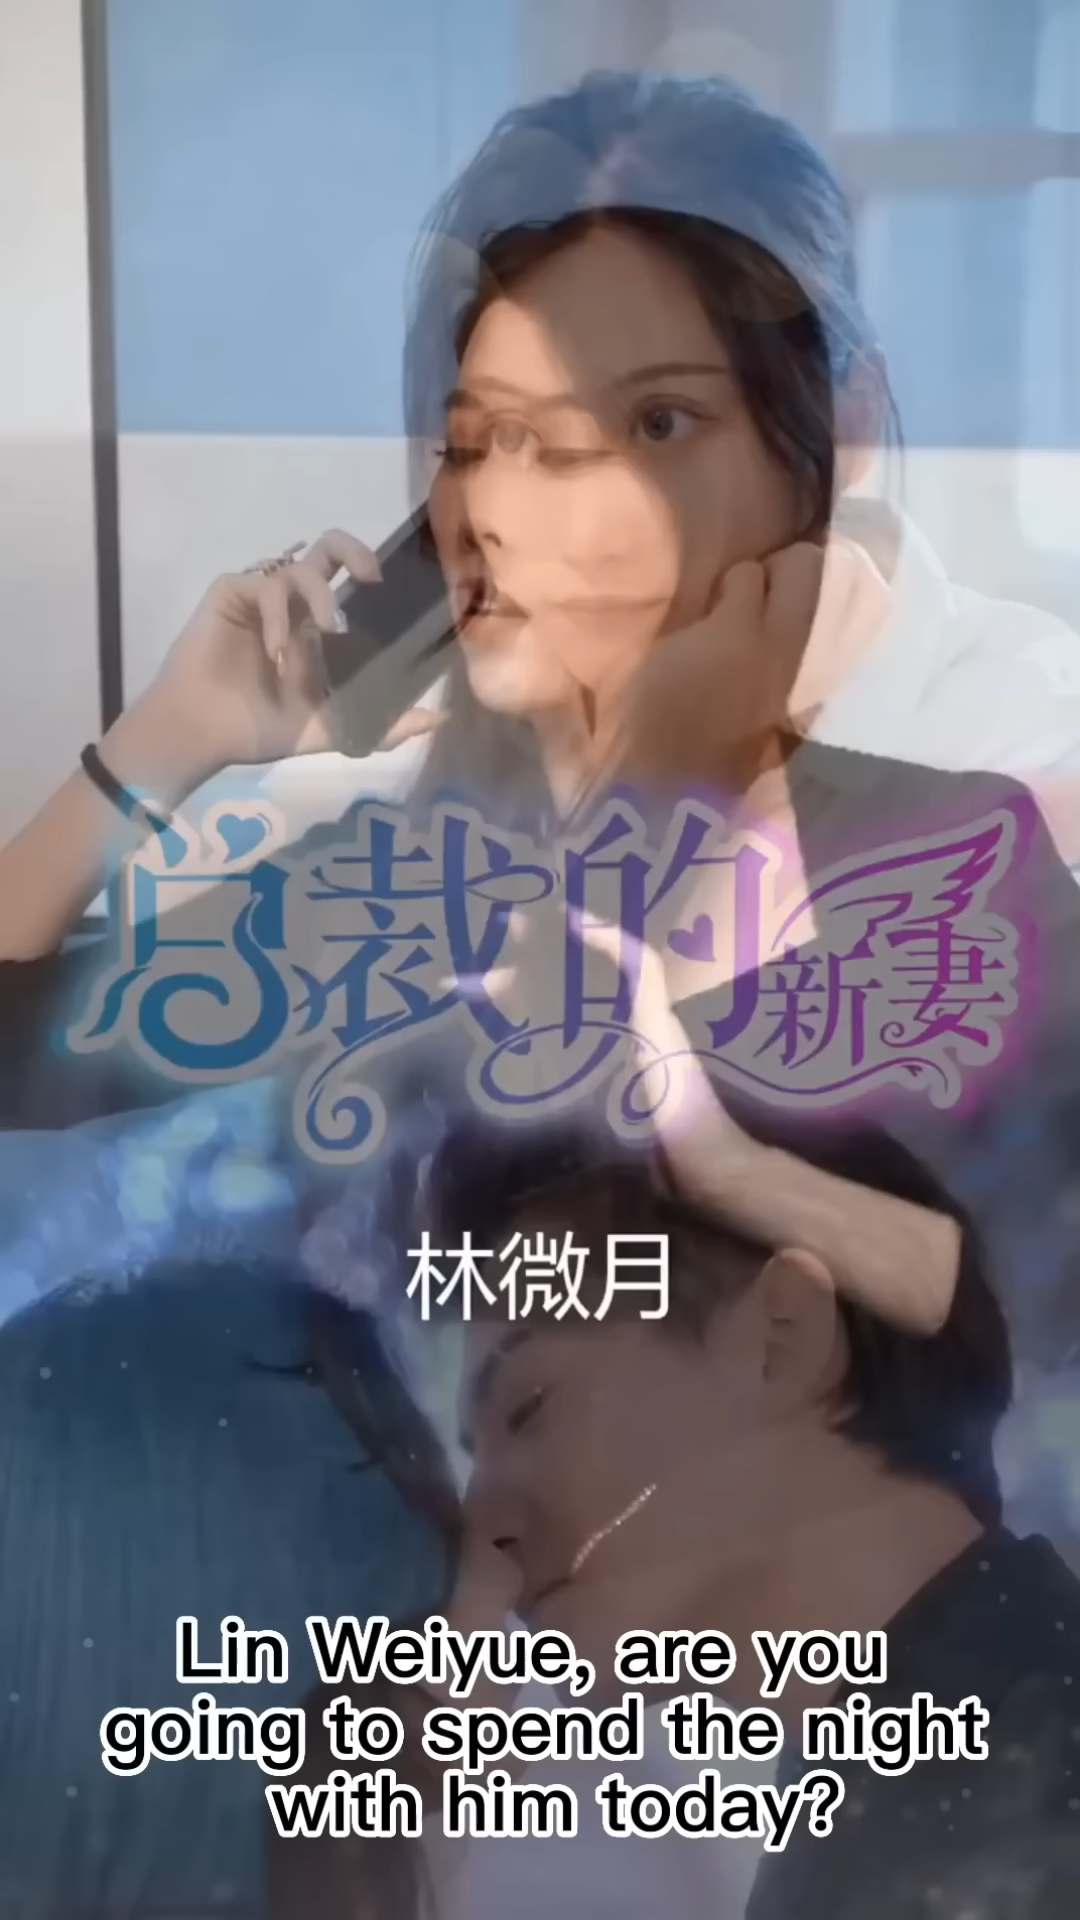 总裁的新妻
林微月
Lin Weiyue, are you
going to spend the night
with him today?